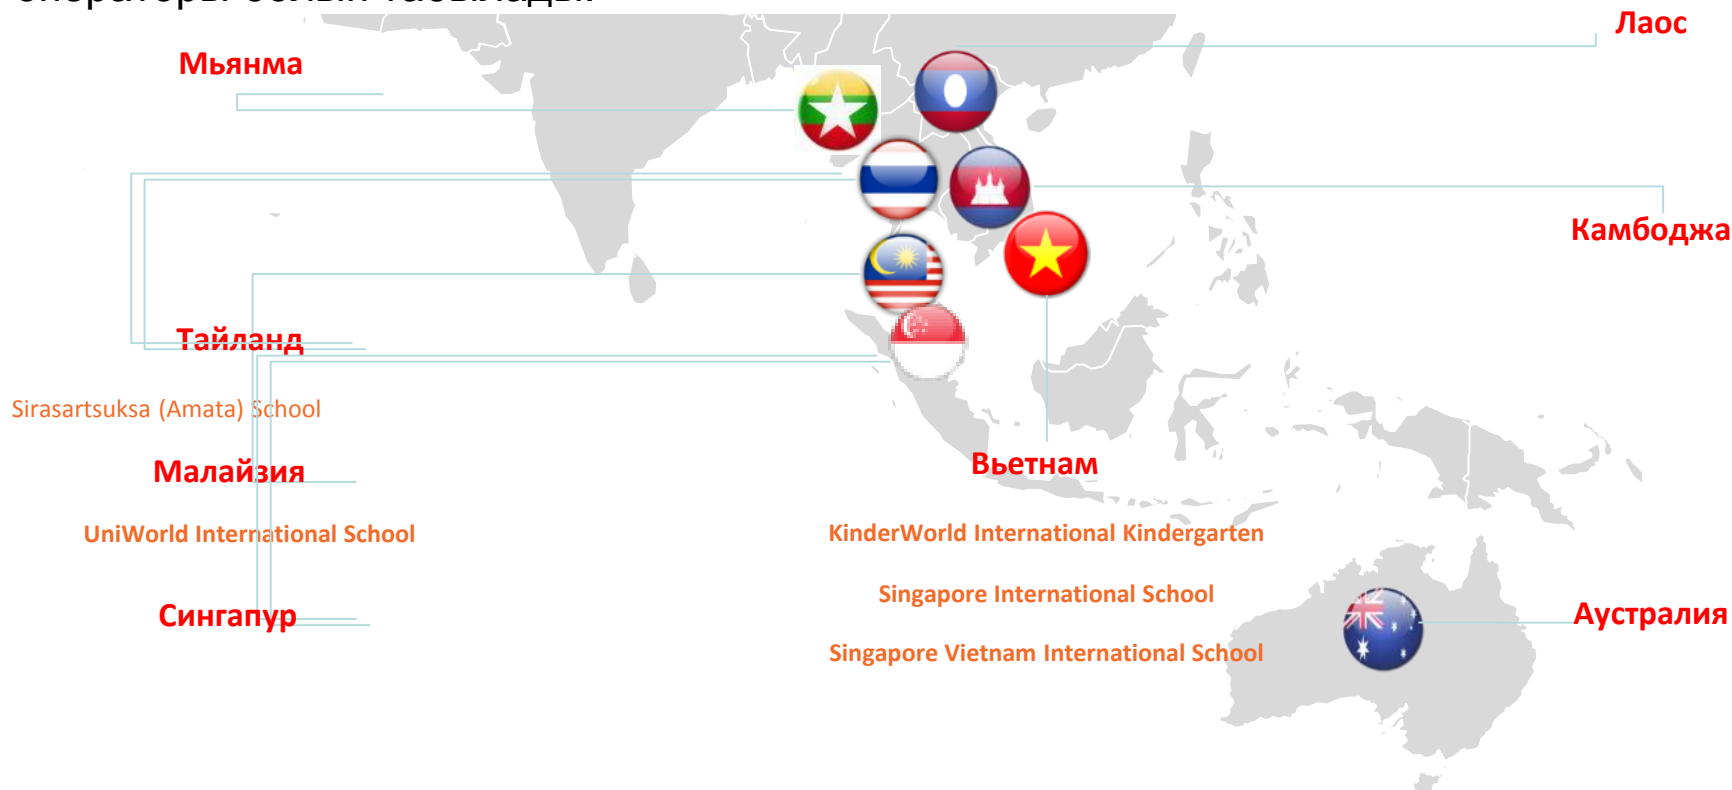 Лаос
Мьянма
Камбоджа
Тайланд
Sirasartsuksa (Amata) School
Малайзия
Вьетнам
UniWorld International School
KinderWorld International Kindergarten
Singapore International School
Сингапур
Аустралия
Singapore Vietnam International School